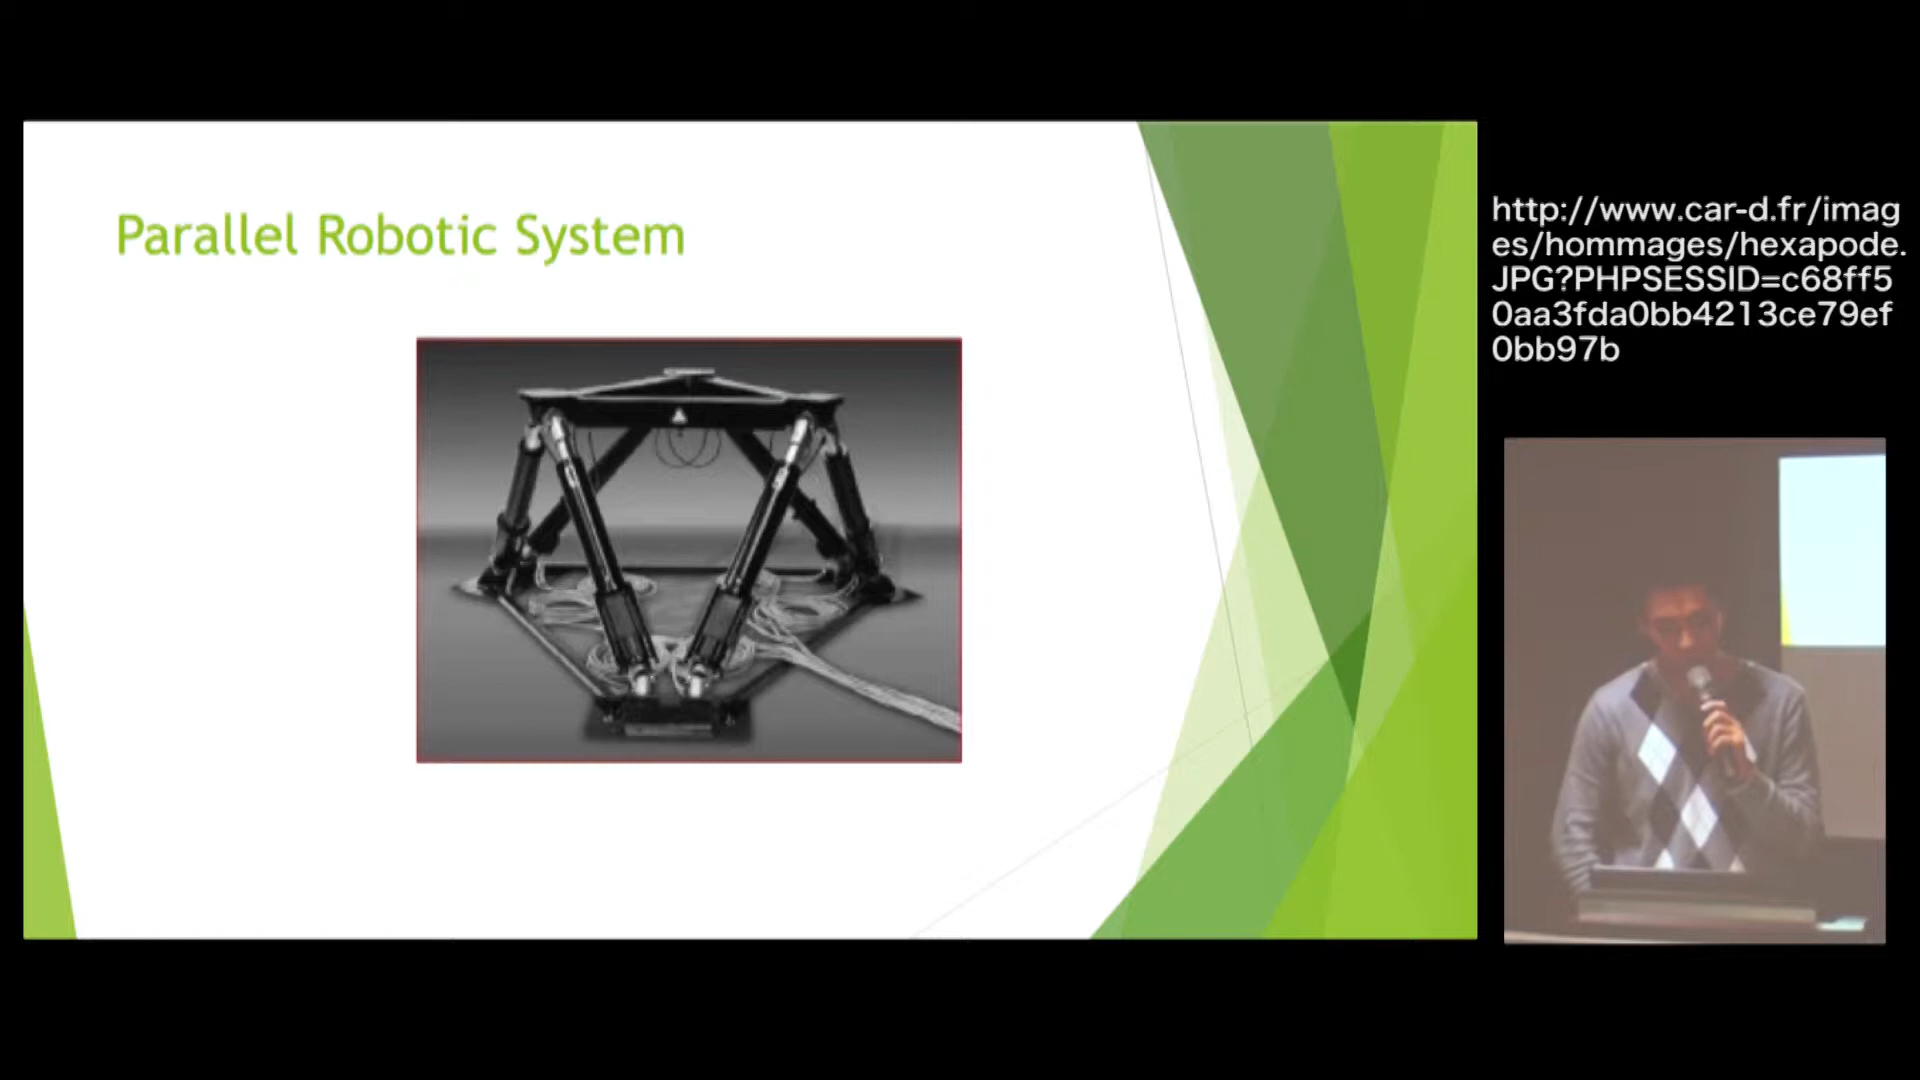 Parallel Robotic System
http://www.car-d.fr/imag
es/hommages/hexapode.
JPG?PHPSESSID=c68ff5
0aa3fda0bb4213ce79ef
0bb97b